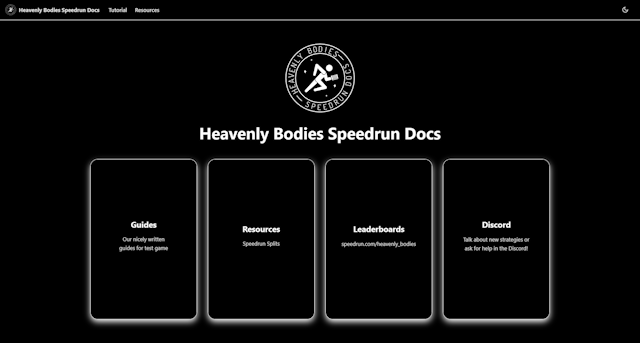 Heavenly Bodies Speedrun Docs Tutorial Resources
HEAVENLY BODIES
SPEEDRUN DOCS
Heavenly Bodies Speedrun Docs
Guides
Our nicely written
guides for test game
Resources
Speedrun Splits
Leaderboards
speedrun.com/heavenly_bodies
Discord
Talk about new strategies or
ask for help in the Discord!